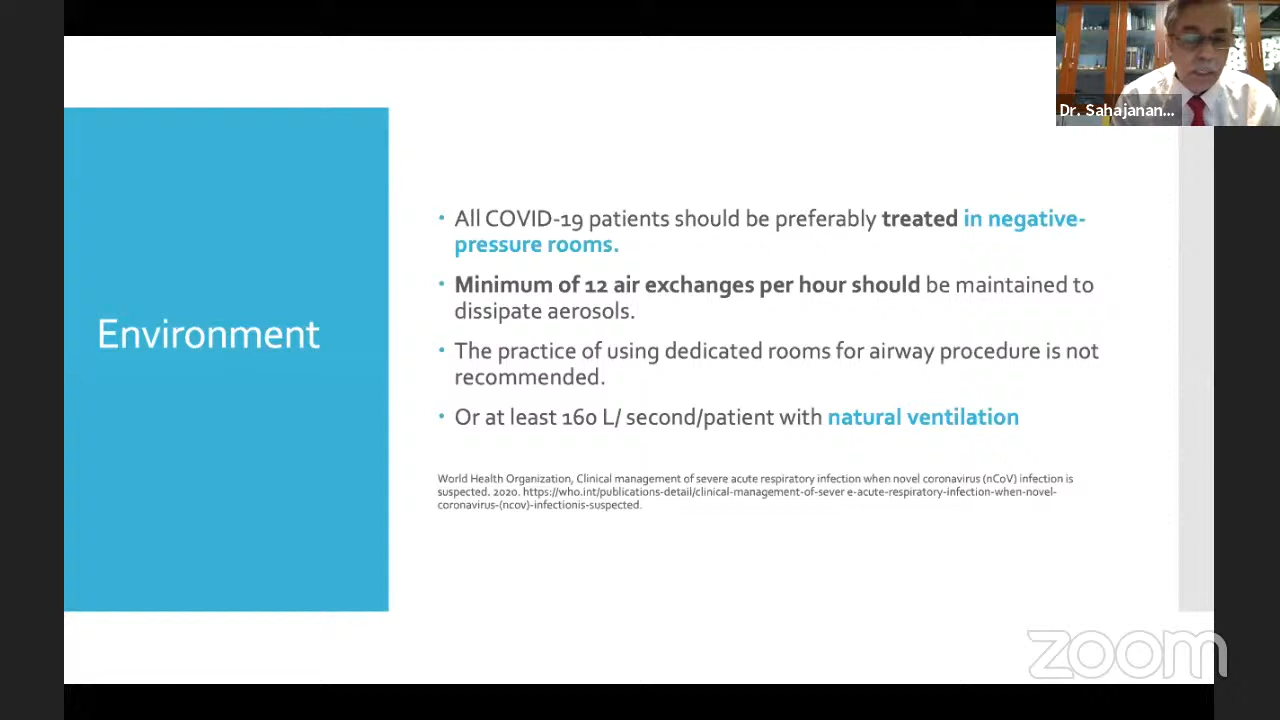 Dr. Sahajanan...
Environment
• All COVID-19 patients should be preferably treated in negative-
pressure rooms.
• Minimum of 12 air exchanges per hour should be maintained to
dissipate aerosols.
• The practice of using dedicated rooms for airway procedure is not
recommended.
• Or at least 160 L/ second/patient with natural ventilation
World Health Organization, Clinical management of severe acute respiratory infection when novel coronavirus (nCoV) infection is
suspected. 2020. https://who.int/publications-detail/clinical-management-of-sever e-acute-respiratory-infection-when-novel-
coronavirus-(ncov)-infectionis-suspected.
zoom